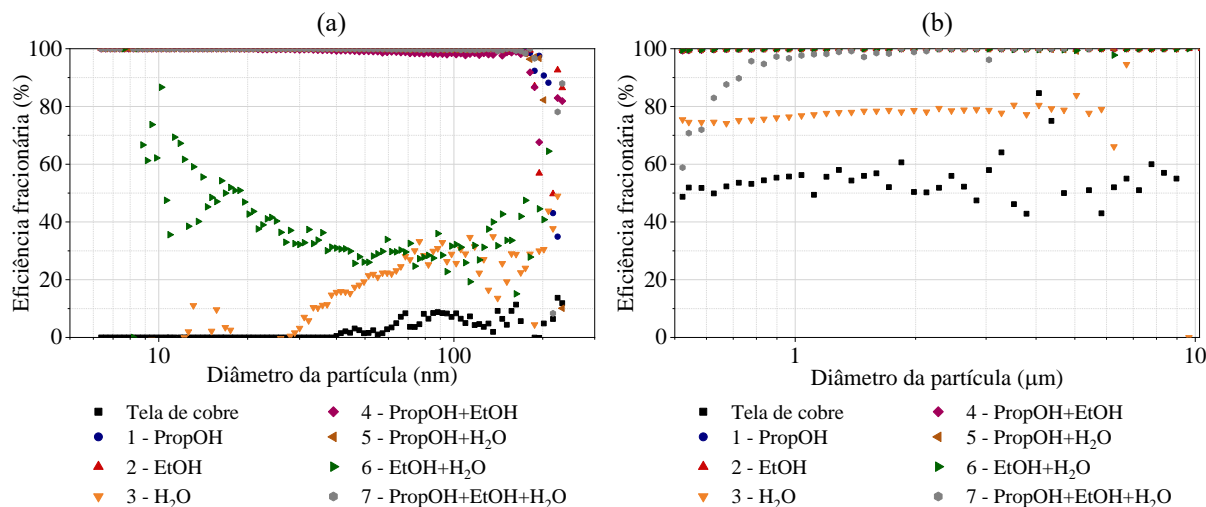 (a)
Eficiência fracionária (%)
100
80
60
40
20
0
10
100
Diâmetro da partícula (nm)
Tela de cobre
1 - PropOH
2 - EtOH
3 - H₂O
4 - PropOH+EtOH
5 - PropOH+H₂O
6 - EtOH+H₂O
7 - PropOH+EtOH+H₂O
(b)
Eficiência fracionária (%)
100
80
60
40
20
0
1
10
Diâmetro da partícula (μm)
Tela de cobre
1 - PropOH
2 - EtOH
3 - H₂O
4 - PropOH+EtOH
5 - PropOH+H₂O
6 - EtOH+H₂O
7 - PropOH+EtOH+H₂O